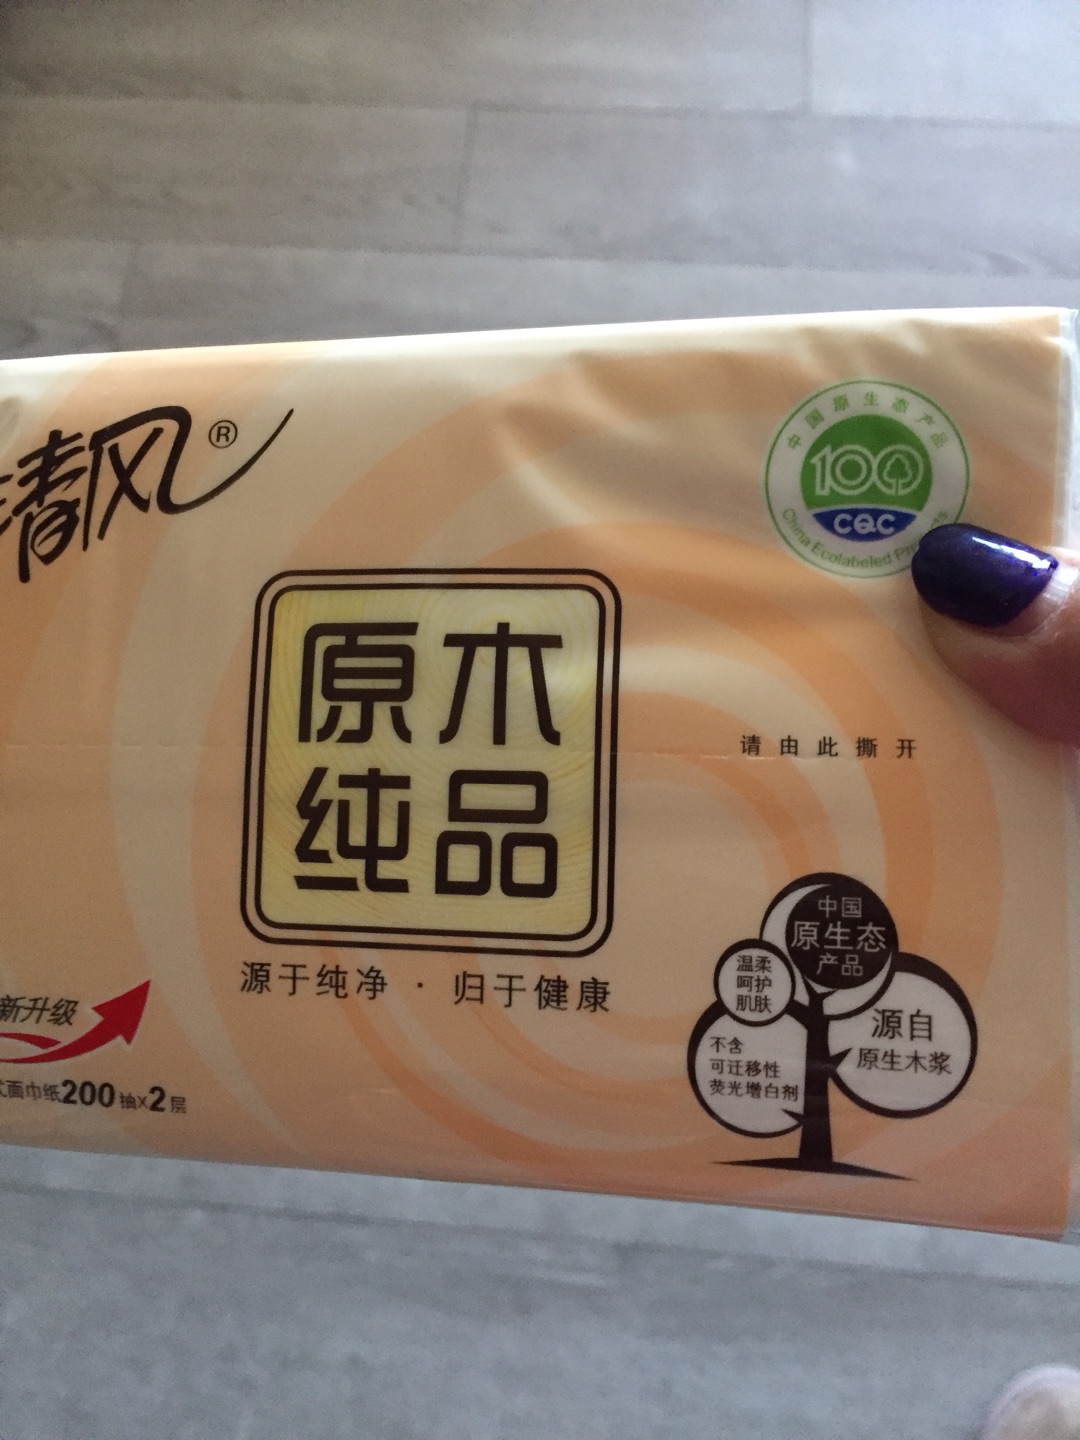 清风®
中国原生态产品
100
CQC
China Ecolabeled
原木
纯品
请由此撕开
源于纯净 · 归于健康
新升级
面巾纸200抽x2层
中国
原生态
产品
温柔
呵护
肌肤
不含
可迁移性
荧光增白剂
源自
原生木浆